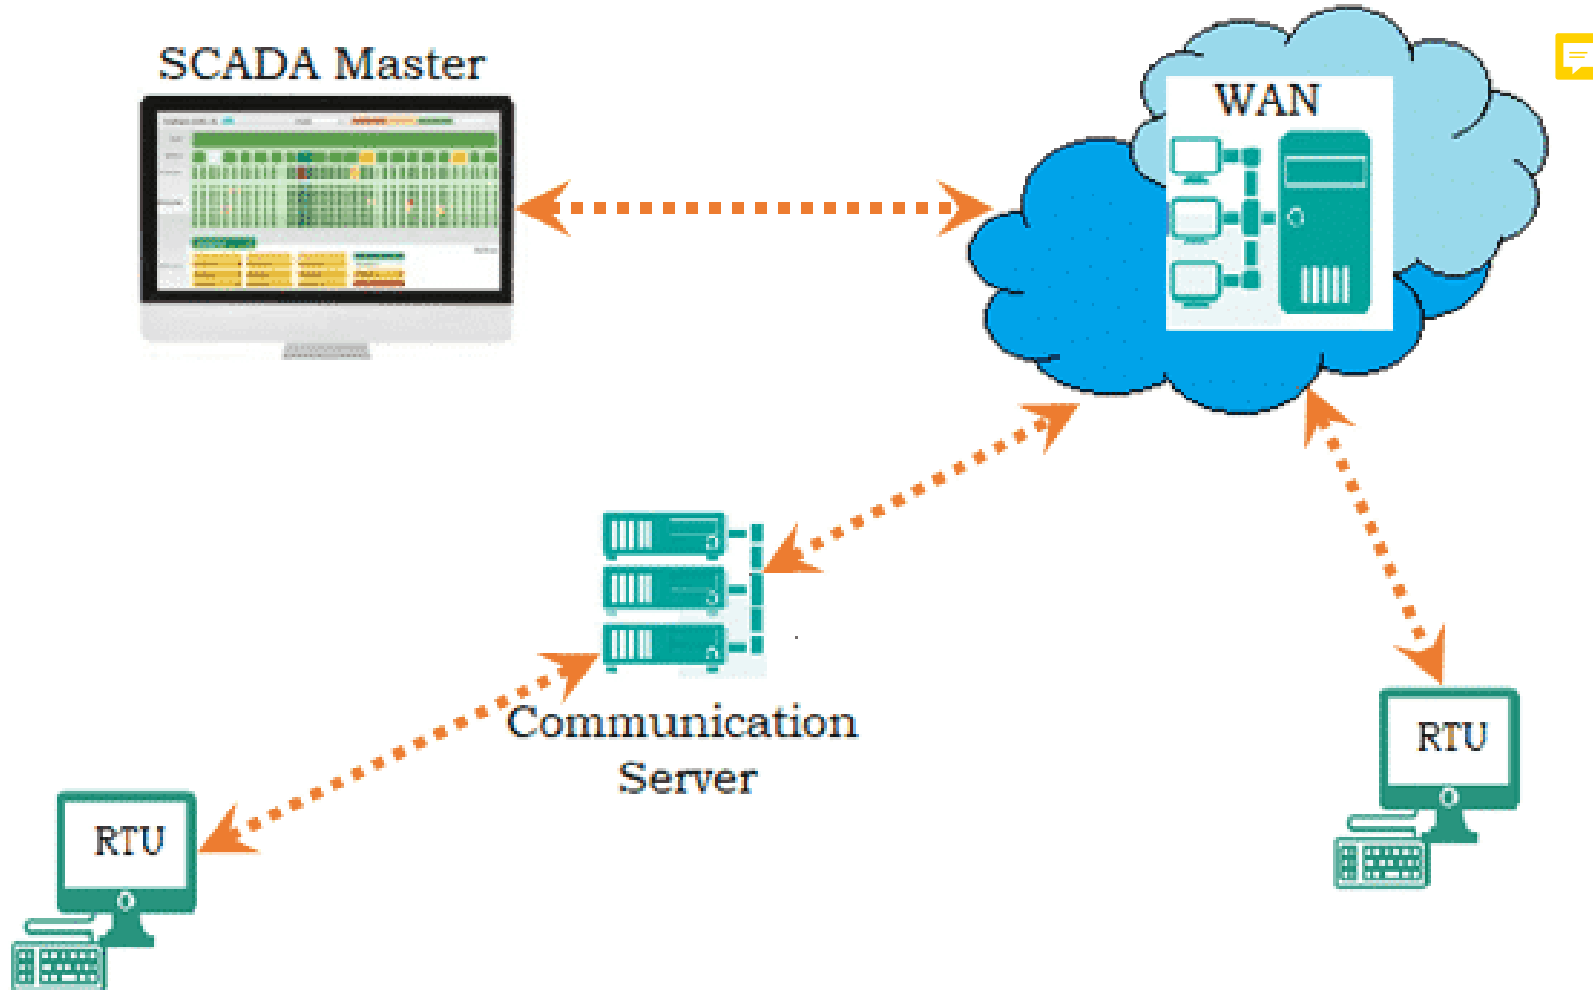 SCADA Master
WAN
Communication
Server
RTU
RTU